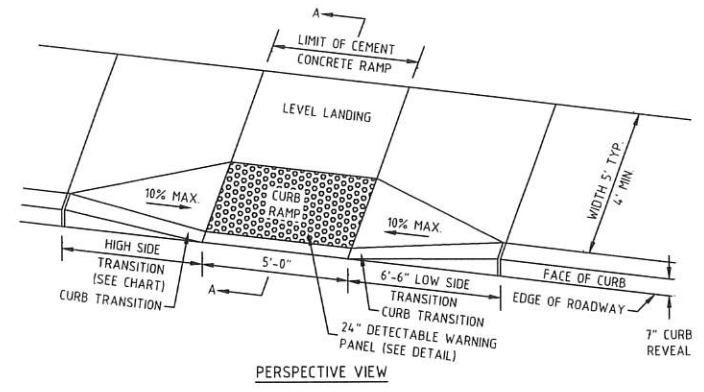 A
LIMIT OF CEMENT
CONCRETE RAMP
LEVEL LANDING
WIDTH 5' TYP.
4' MIN.
10% MAX.
CURB
RAMP
10% MAX.
HIGH SIDE
TRANSITION
(SEE CHART)
CURB TRANSITION
5'-0"
A
6'-6" LOW SIDE
TRANSITION
CURB TRANSITION
FACE OF CURB
EDGE OF ROADWAY
7" CURB
REVEAL
24" DETECTABLE WARNING
PANEL (SEE DETAIL)
PERSPECTIVE VIEW